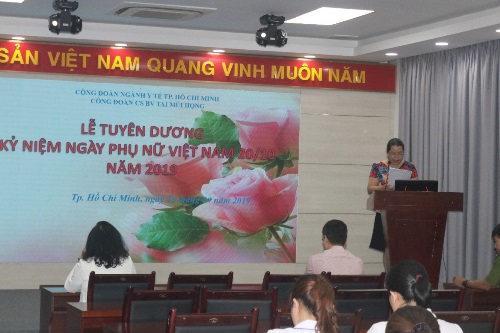 SẢN VIỆT NAM QUANG VINH MUÔN NĂM
CÔNG ĐOÀN NGÀNH Y TẾ TP. HỒ CHÍ MINH
CÔNG ĐOÀN CS BV TAI MŨI HỌNG
LỄ TUYÊN DƯƠNG
KỶ NIỆM NGÀY PHỤ NỮ VIỆT NAM 20/10
NĂM 2019
Tp. Hồ Chí Minh, ngày 2019